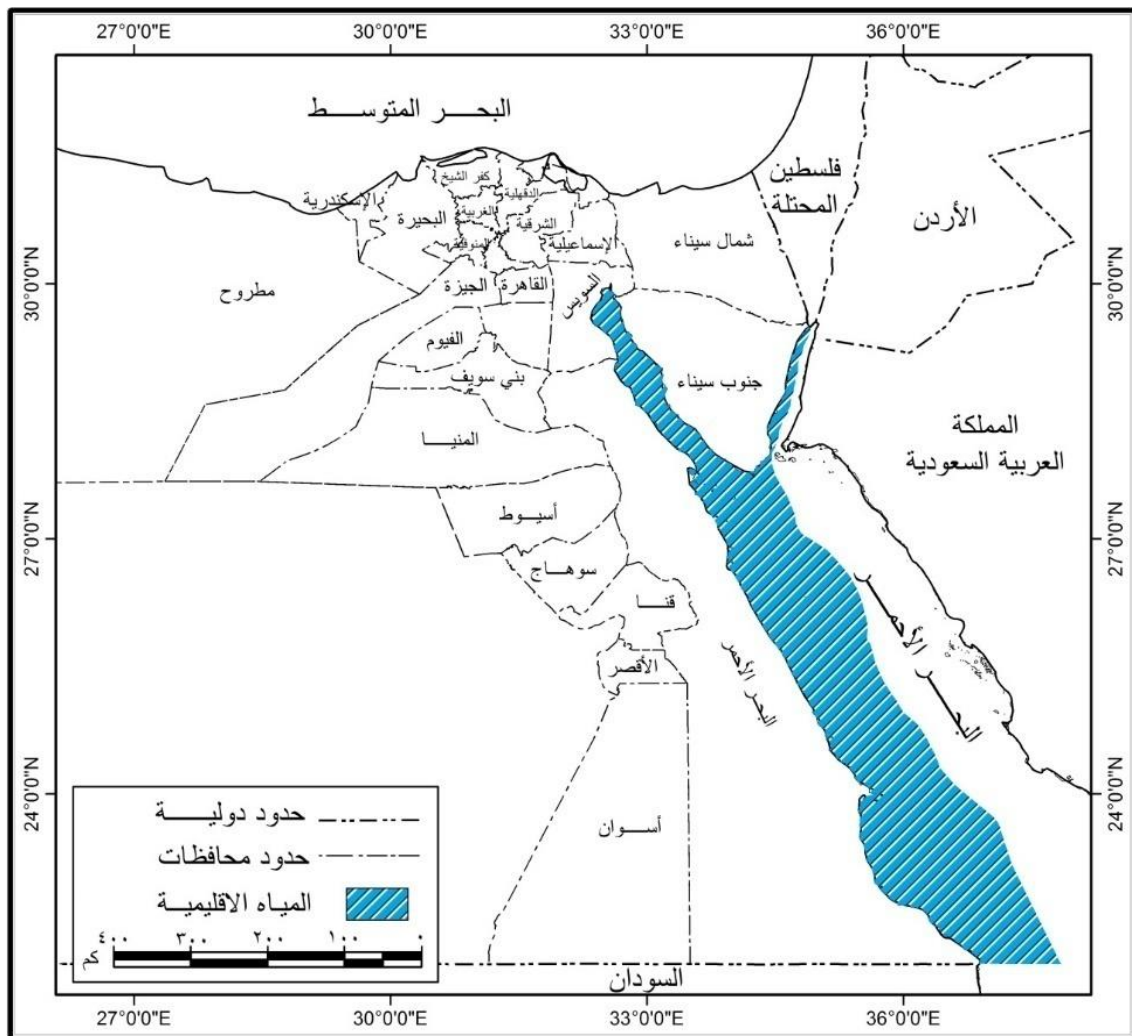 27°0'0"E 30°0'0"E 33°0'0"E 36°0'0"E
البحر المتوسط
فلسطين
المحتلة
الأردن
كفر الشيخ
الدقهلية
الإسكندرية
البحيرة
الغربية
الشرقية
المنوفية
الإسماعيلية
شمال سيناء
30°0'0"N
30°0'0"N
مطروح
الجيزة
القاهرة
السويس
الفيوم
بني سويف
جنوب سيناء
المنيا
المملكة
العربية السعودية
أسيوط
27°0'0"N
27°0'0"N
سوهاج
قنا
الأقصر
البحر الأحمر
البحر الأحمر
24°0'0"N
24°0'0"N
أسوان
حدود دولية
حدود محافظات
المياه الاقليمية
٤٠٠ ٣٠٠ ٢٠٠ ١٠٠ ٠
كم
السودان
27°0'0"E 30°0'0"E 33°0'0"E 36°0'0"E